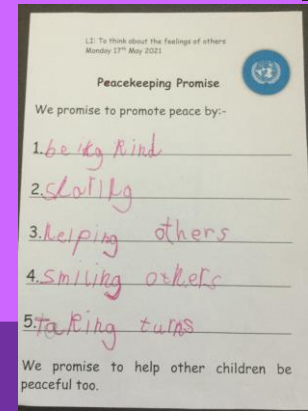 LI: To think about the feelings of others
Monday 17th May 2021
Peacekeeping Promise
We promise to promote peace by:-
1. being kind
2. sharing
3. helping others
4. smiling others
5. taking turns
We promise to help other children be
peaceful too.